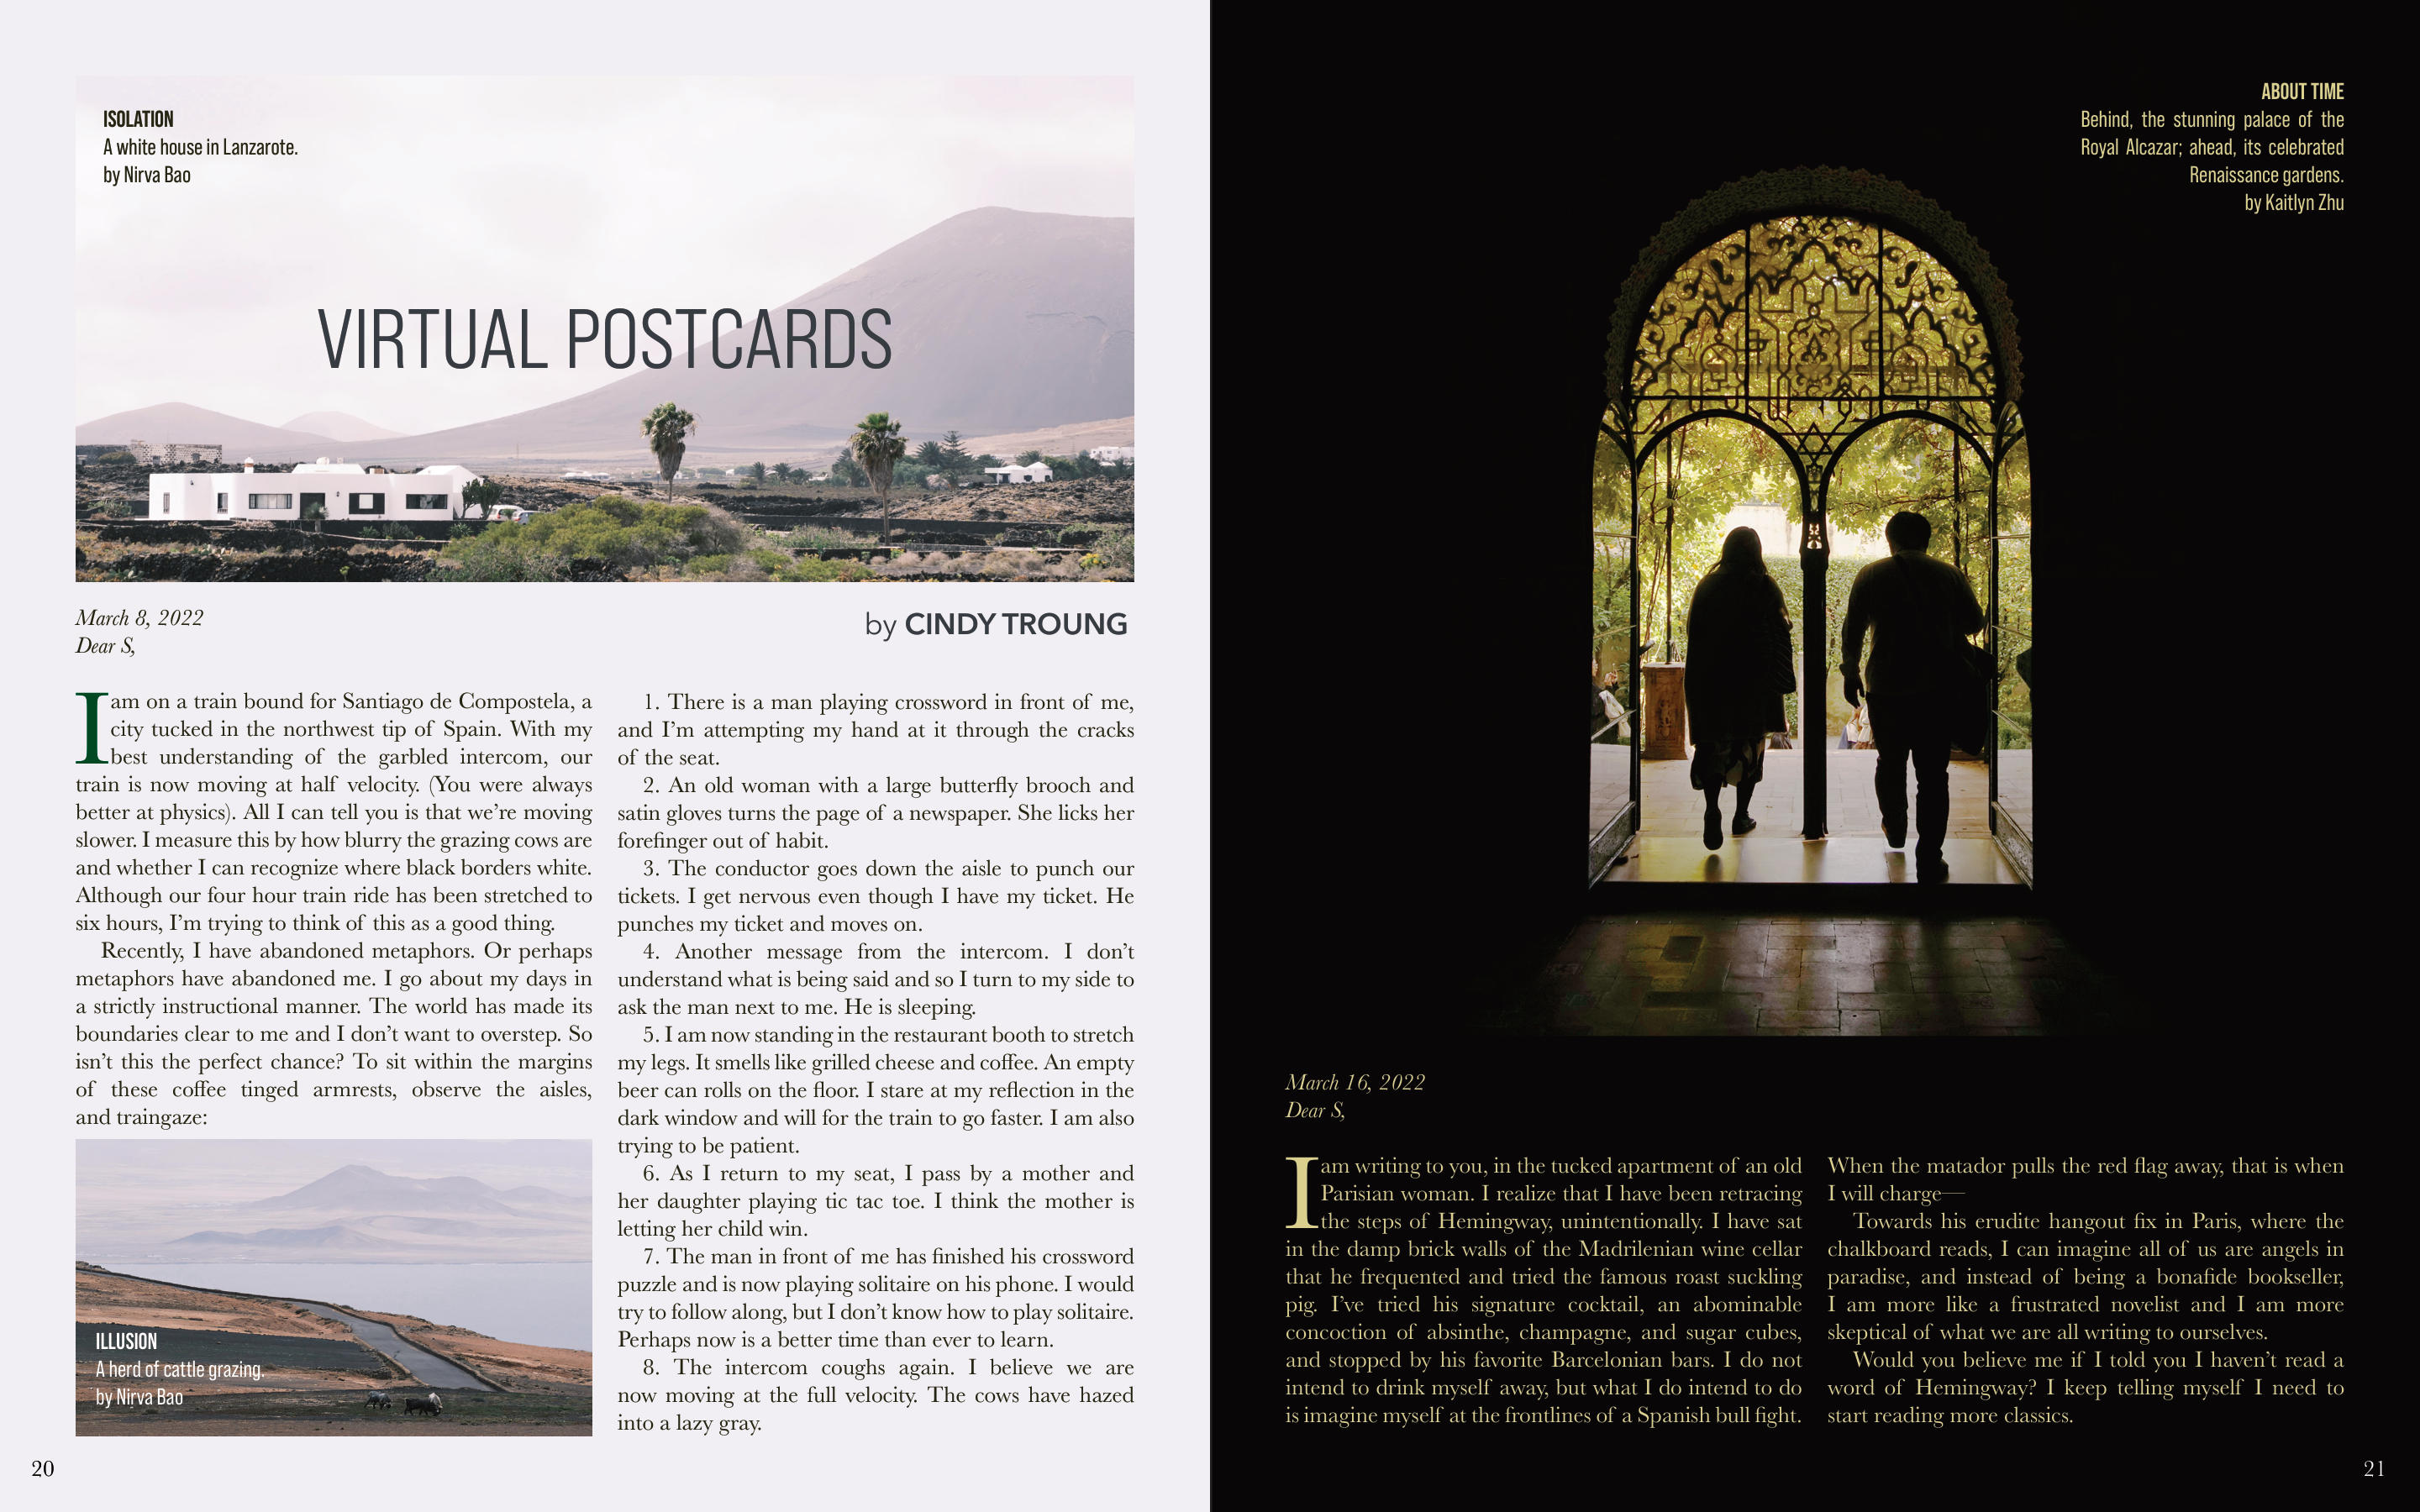 ISOLATION
A white house in Lanzarote.
by Nirva Bao
VIRTUAL POSTCARDS
March 8, 2022
Dear S,
by CINDY TROUNG
I am on a train bound for Santiago de Compostela, a
city tucked in the northwest tip of Spain. With my
best understanding of the garbled intercom, our
train is now moving at half velocity. (You were always
better at physics). All I can tell you is that we’re moving
slower. I measure this by how blurry the grazing cows are
and whether I can recognize where black borders white.
Although our four hour train ride has been stretched to
six hours, I’m trying to think of this as a good thing.
Recently, I have abandoned metaphors. Or perhaps
metaphors have abandoned me. I go about my days in
a strictly instructional manner. The world has made its
boundaries clear to me and I don’t want to overstep. So
isn’t this the perfect chance? To sit within the margins
of these coffee tinged armrests, observe the aisles,
and traingaze:
ILLUSION
A herd of cattle grazing.
by Nirva Bao
1. There is a man playing crossword in front of me,
and I’m attempting my hand at it through the cracks
of the seat.
2. An old woman with a large butterfly brooch and
satin gloves turns the page of a newspaper. She licks her
forefinger out of habit.
3. The conductor goes down the aisle to punch our
tickets. I get nervous even though I have my ticket. He
punches my ticket and moves on.
4. Another message from the intercom. I don’t
understand what is being said and so I turn to my side to
ask the man next to me. He is sleeping.
5. I am now standing in the restaurant booth to stretch
my legs. It smells like grilled cheese and coffee. An empty
beer can rolls on the floor. I stare at my reflection in the
dark window and will for the train to go faster. I am also
trying to be patient.
6. As I return to my seat, I pass by a mother and
her daughter playing tic tac toe. I think the mother is
letting her child win.
7. The man in front of me has finished his crossword
puzzle and is now playing solitaire on his phone. I would
try to follow along, but I don’t know how to play solitaire.
Perhaps now is a better time than ever to learn.
8. The intercom coughs again. I believe we are
now moving at the full velocity. The cows have hazed
into a lazy gray.
20
ABOUT TIME
Behind, the stunning palace of the
Royal Alcazar; ahead, its celebrated
Renaissance gardens.
by Kaitlyn Zhu
March 16, 2022
Dear S,
I am writing to you, in the tucked apartment of an old
Parisian woman. I realize that I have been retracing
the steps of Hemingway, unintentionally. I have sat
in the damp brick walls of the Madrilenian wine cellar
that he frequented and tried the famous roast suckling
pig. I’ve tried his signature cocktail, an abominable
concoction of absinthe, champagne, and sugar cubes,
and stopped by his favorite Barcelonian bars. I do not
intend to drink myself away, but what I do intend to do
is imagine myself at the frontlines of a Spanish bull fight.
When the matador pulls the red flag away, that is when
I will charge—
Towards his erudite hangout fix in Paris, where the
chalkboard reads, I can imagine all of us are angels in
paradise, and instead of being a bonafide bookseller,
I am more like a frustrated novelist and I am more
skeptical of what we are all writing to ourselves.
Would you believe me if I told you I haven’t read a
word of Hemingway? I keep telling myself I need to
start reading more classics.
21